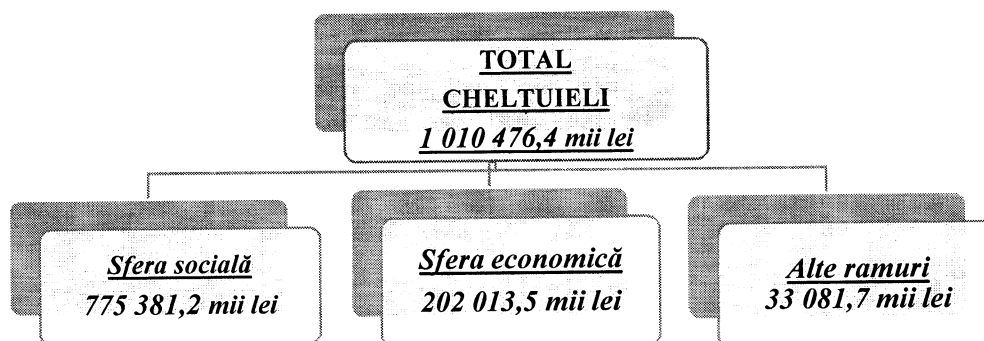 TOTAL
CHELTUIELI
1 010 476,4 mii lei
Sfera socială
775 381,2 mii lei
Sfera economică
202 013,5 mii lei
Alte ramuri
33 081,7 mii lei